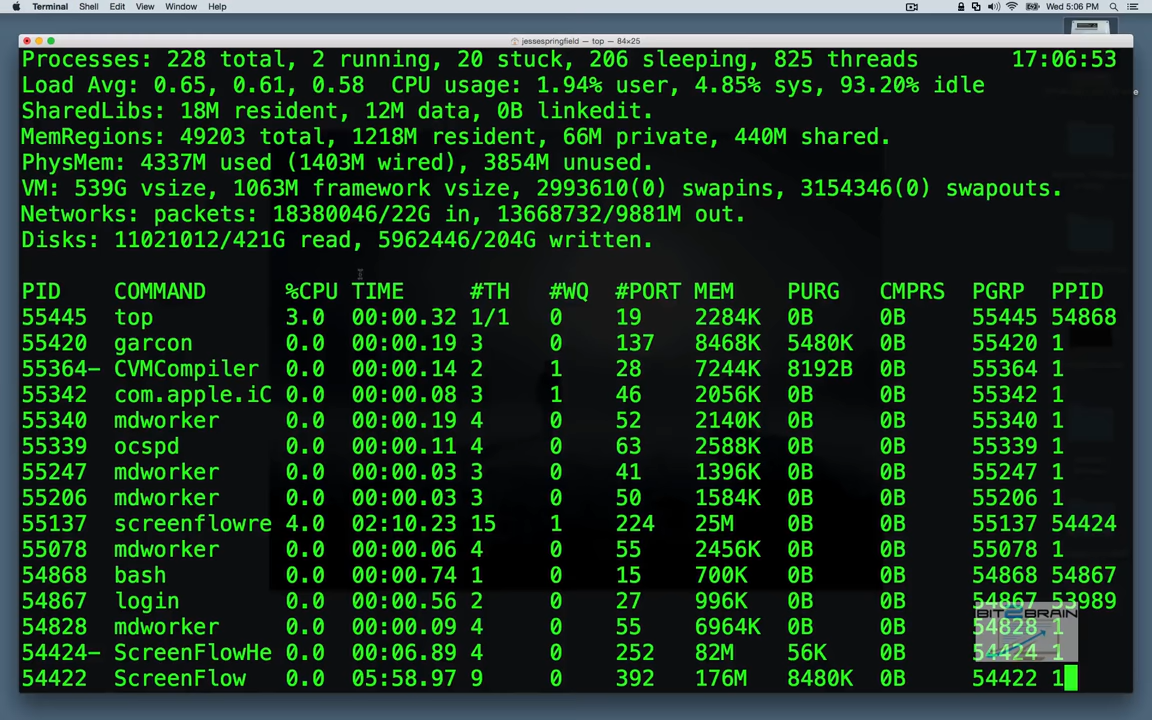 Terminal Shell Edit View Window Help Wed 5:06 PM
jessespringfield — top — 84×25
Processes: 228 total, 2 running, 20 stuck, 206 sleeping, 825 threads 17:06:53
Load Avg: 0.65, 0.61, 0.58 CPU usage: 1.94% user, 4.85% sys, 93.20% idle
SharedLibs: 18M resident, 12M data, 0B linkedit.
MemRegions: 49203 total, 1218M resident, 66M private, 440M shared.
PhysMem: 4337M used (1403M wired), 3854M unused.
VM: 539G vsize, 1063M framework vsize, 2993610(0) swapins, 3154346(0) swapouts.
Networks: packets: 18380046/22G in, 13668732/9881M out.
Disks: 11021012/421G read, 5962446/204G written.
PID COMMAND %CPU TIME #TH #WQ #PORT MEM PURG CMPRS PGRP PPID
55445 top 3.0 00:00.32 1/1 0 19 2284K 0B 0B 55445 54868
55420 garcon 0.0 00:00.19 3 0 137 8468K 5480K 0B 55420 1
55364- CVMCompiler 0.0 00:00.14 2 1 28 7244K 8192B 0B 55364 1
55342 com.apple.iC 0.0 00:00.08 3 1 46 2056K 0B 0B 55342 1
55340 mdworker 0.0 00:00.19 4 0 52 2140K 0B 0B 55340 1
55339 ocspd 0.0 00:00.11 4 0 63 2588K 0B 0B 55339 1
55247 mdworker 0.0 00:00.03 3 0 41 1396K 0B 0B 55247 1
55206 mdworker 0.0 00:00.03 3 0 50 1584K 0B 0B 55206 1
55137 screenflowre 4.0 02:10.23 15 1 224 25M 0B 0B 55137 54424
55078 mdworker 0.0 00:00.06 4 0 55 2456K 0B 0B 55078 1
54868 bash 0.0 00:00.74 1 0 15 700K 0B 0B 54868 54867
54867 login 0.0 00:00.56 2 0 27 996K 0B 0B 54867 53989
BIT2BRAIN
54828 mdworker 0.0 00:00.09 4 0 55 6964K 0B 0B 54828 1
54424- ScreenFlowHe 0.0 00:06.89 4 0 252 82M 56K 0B 54424 1
54422 ScreenFlow 0.0 05:58.97 9 0 392 176M 8480K 0B 54422 1